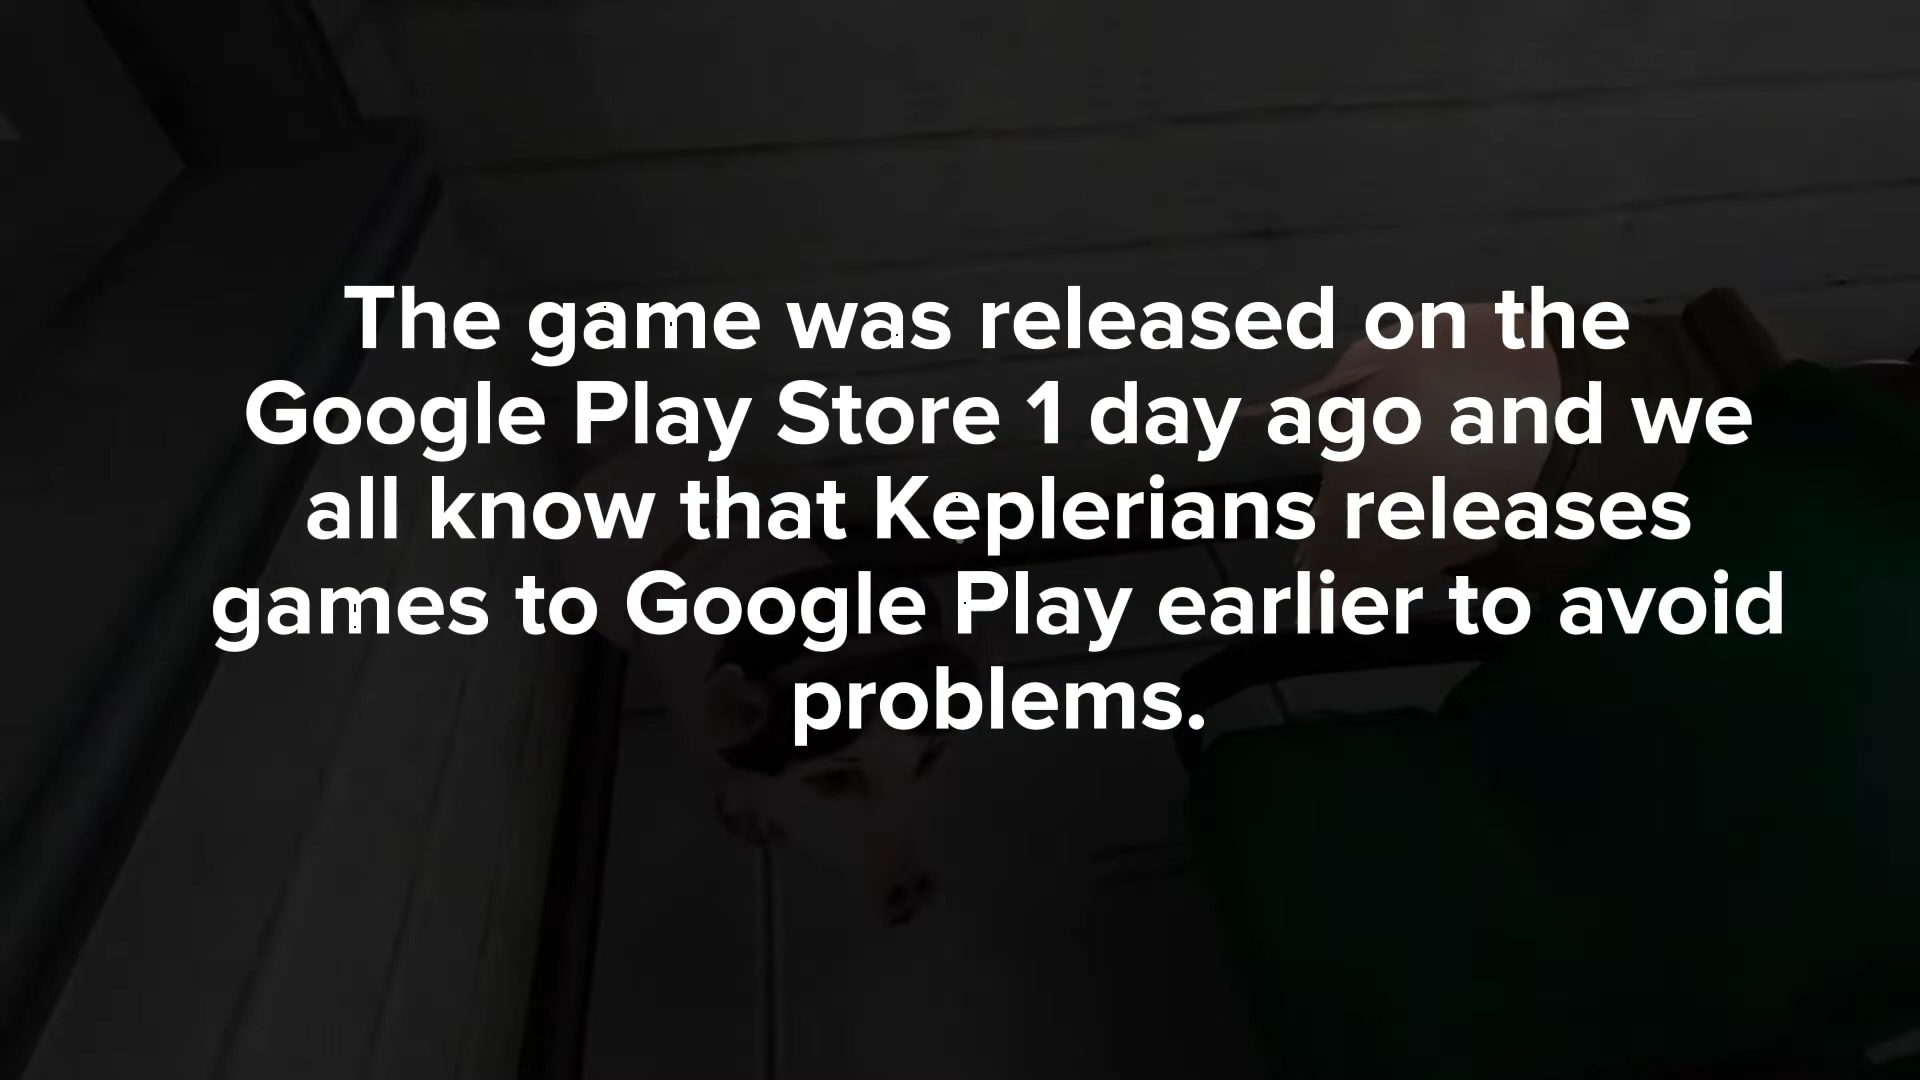 The game was released on the
Google Play Store 1 day ago and we
all know that Keplerians releases
games to Google Play earlier to avoid
problems.